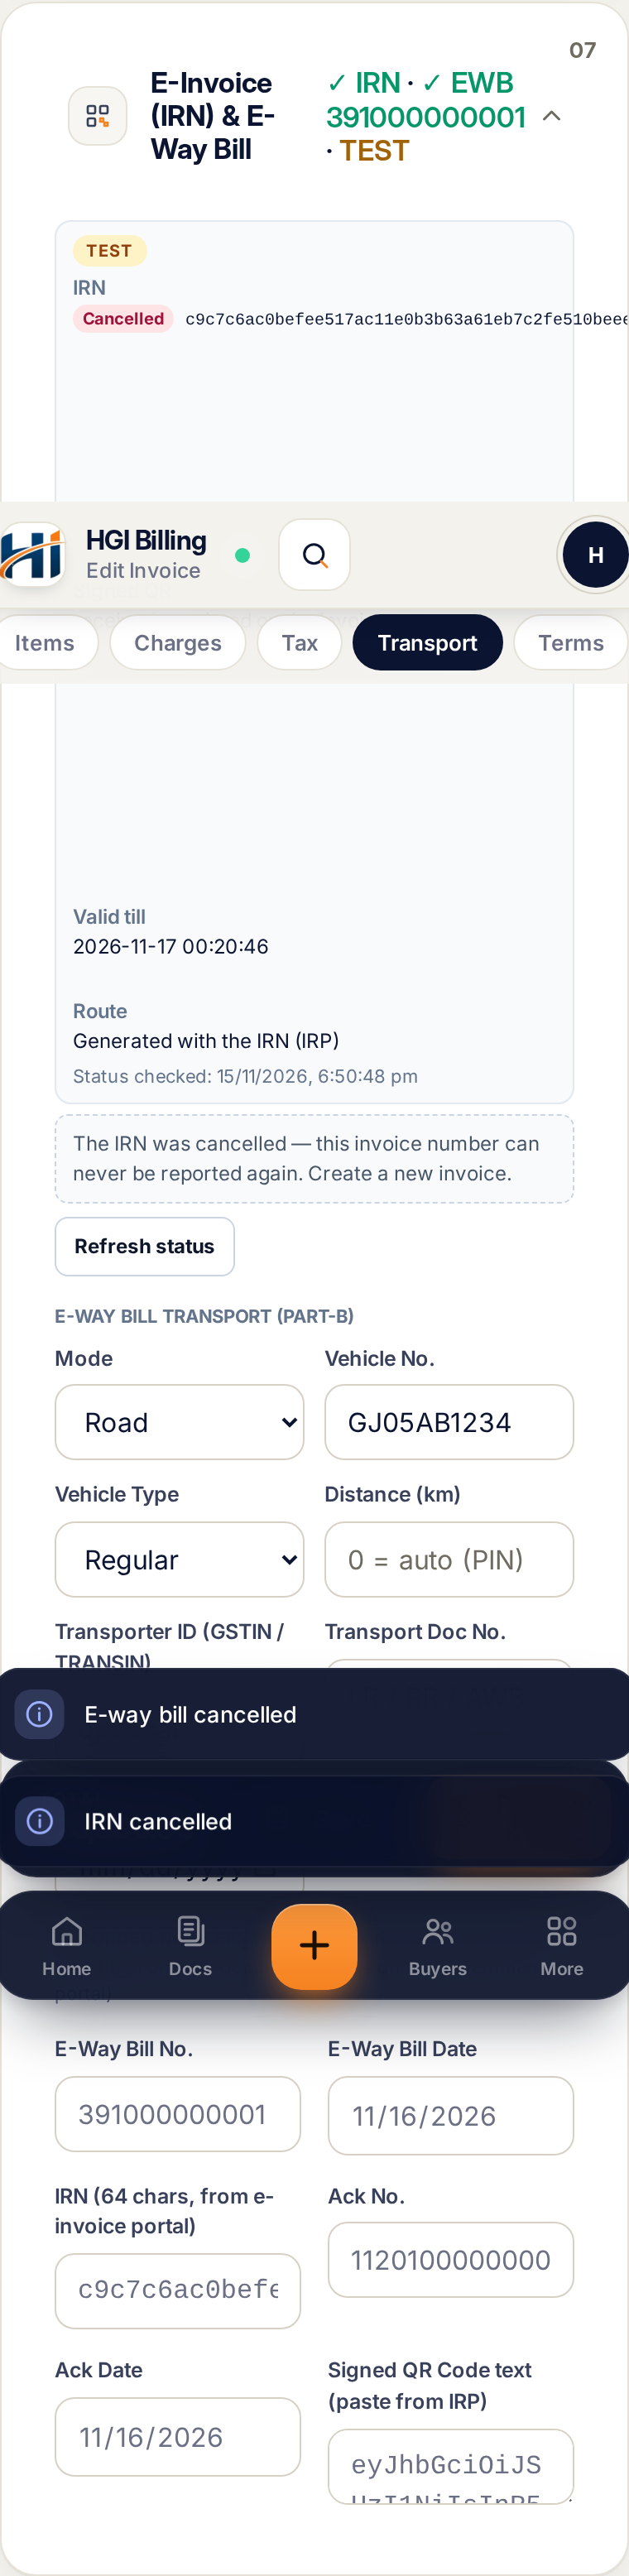 07
E-Invoice
(IRN) & E-
Way Bill
✓ IRN · ✓ EWB
391000000001
· TEST
TEST
IRN
Cancelled c9c7c6ac0befee517ac11e0b3b63a61eb7c2fe510beee
HI HGI Billing
Edit Invoice
H
Items Charges Tax Transport Terms
Valid till
2026-11-17 00:20:46
Route
Generated with the IRN (IRP)
Status checked: 15/11/2026, 6:50:48 pm
The IRN was cancelled — this invoice number can
never be reported again. Create a new invoice.
Refresh status
E-WAY BILL TRANSPORT (PART-B)
Mode Vehicle No.
Road GJ05AB1234
Vehicle Type Distance (km)
Regular 0 = auto (PIN)
Transporter ID (GSTIN / Transport Doc No.
TRANSIN)
E-way bill cancelled
IRN cancelled
Home Docs + Buyers More
portal)
E-Way Bill No. E-Way Bill Date
391000000001 11/16/2026
IRN (64 chars, from e- Ack No.
invoice portal)
c9c7c6ac0befe 1120100000000
Ack Date Signed QR Code text
(paste from IRP)
11/16/2026 eyJhbGciOiJS
UzI1NiIsInR5